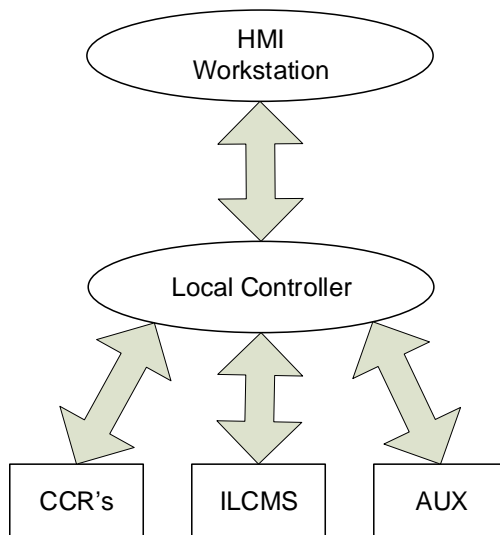 HMI
Workstation
Local Controller
CCR's
ILCMS
AUX